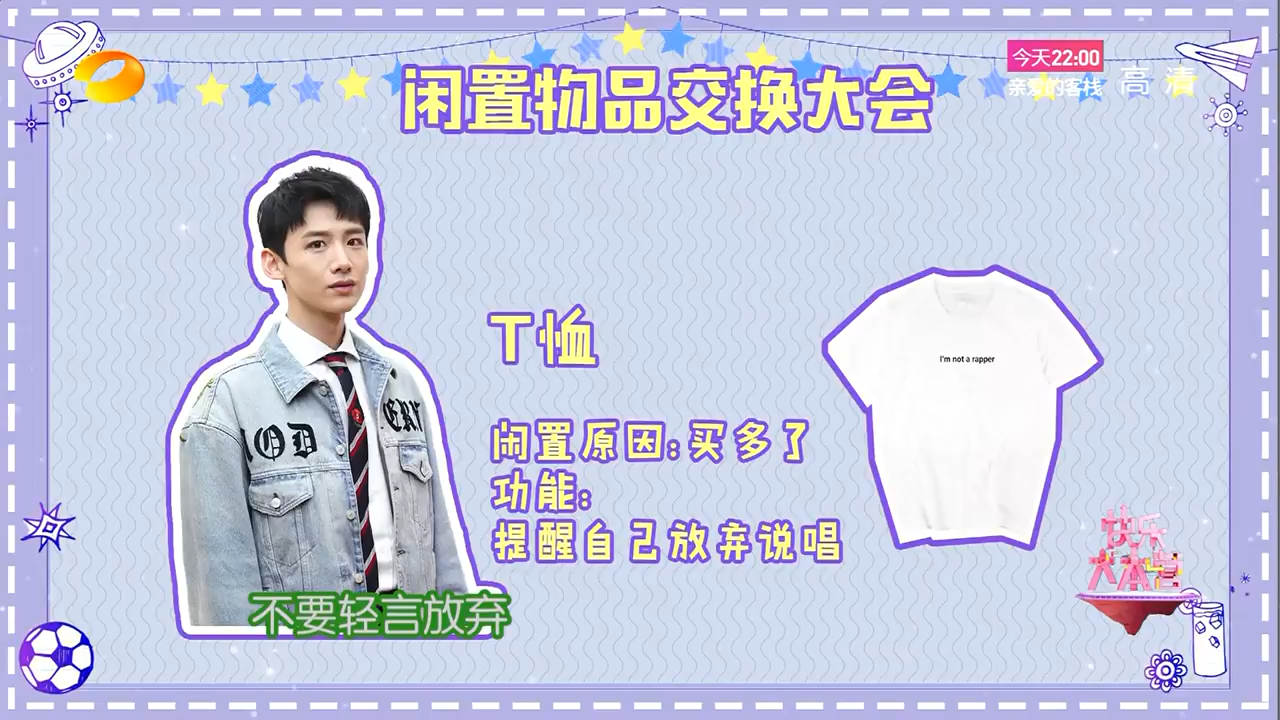 今天22:00
亲爱的客栈
高清
闲置物品交换大会
T恤
I'm not a rapper
闲置原因:买多了
功能:
提醒自己放弃说唱
MOD
ERN
快乐
大本营
不要轻言放弃